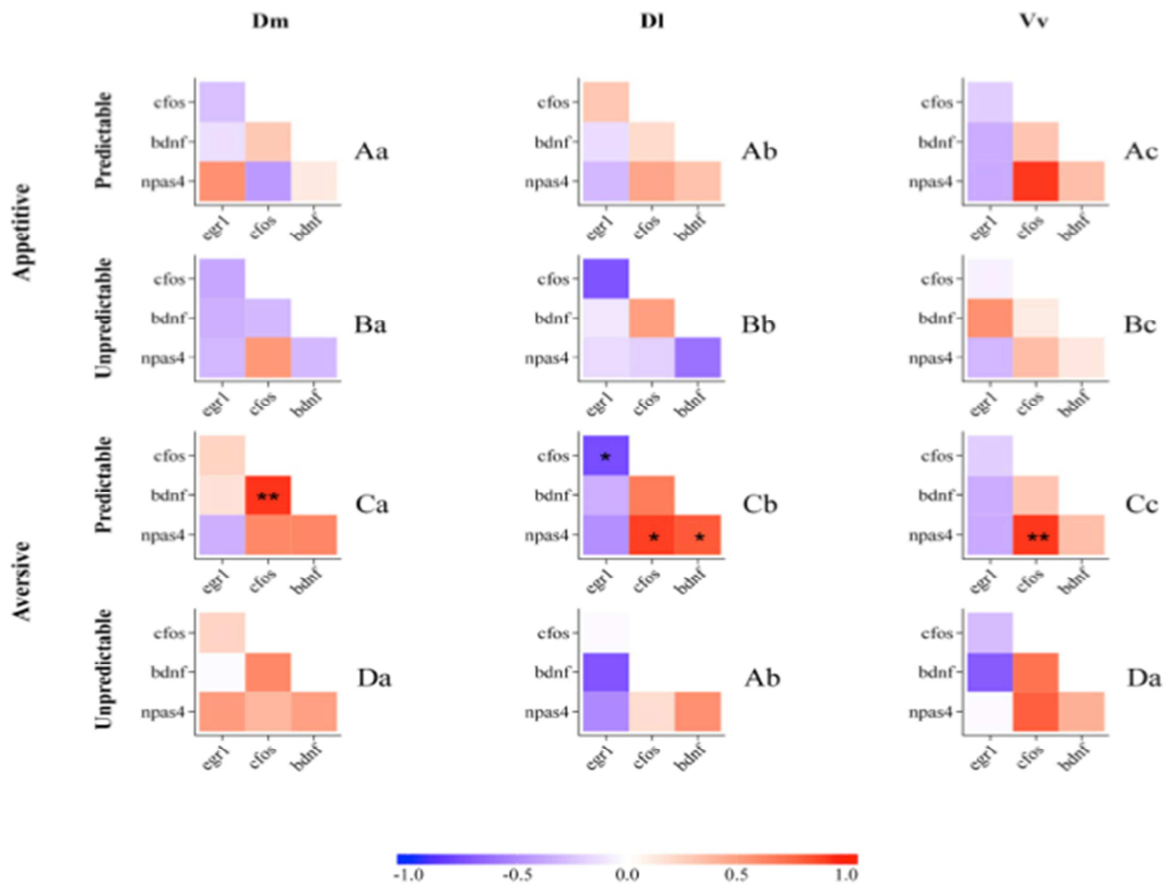 Dm Dl Vv
Appetitive
Predictable
cfos cfos cfos
bdnf bdnf bdnf
Aa Ab Ac
npas4 npas4 npas4
egr1 cfos bdnf egr1 cfos bdnf egr1 cfos bdnf
Unpredictable
cfos cfos cfos
bdnf bdnf bdnf
Ba Bb Bc
npas4 npas4 npas4
egr1 cfos bdnf egr1 cfos bdnf egr1 cfos bdnf
Aversive
Predictable
cfos * cfos cfos
bdnf ** bdnf bdnf
Ca Cb Cc
npas4 npas4 * * npas4 **
egr1 cfos bdnf egr1 cfos bdnf egr1 cfos bdnf
Unpredictable
cfos cfos cfos
bdnf bdnf bdnf
Da Ab Da
npas4 npas4 npas4
egr1 cfos bdnf egr1 cfos bdnf egr1 cfos bdnf
-1.0 -0.5 0.0 0.5 1.0